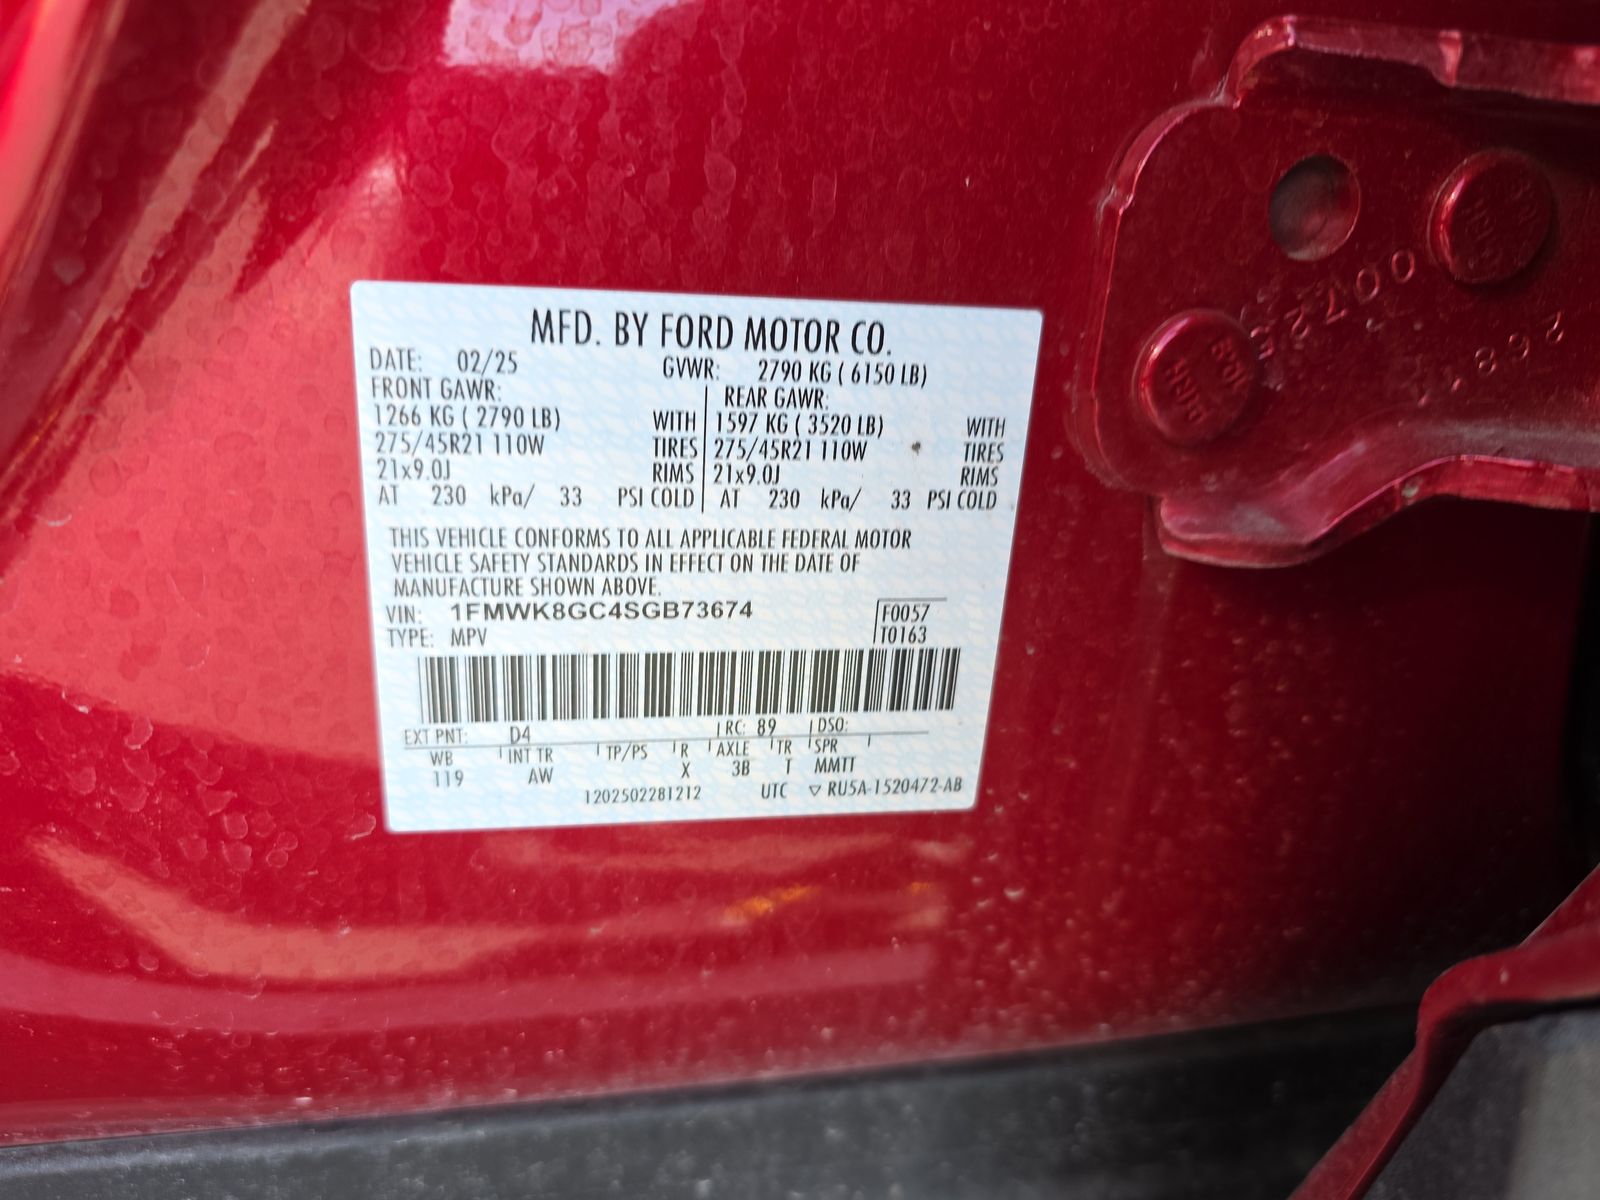 MFD. BY FORD MOTOR CO.
DATE: 02/25 GVWR: 2790 KG ( 6150 LB)
FRONT GAWR: REAR GAWR:
1266 KG ( 2790 LB) WITH 1597 KG ( 3520 LB) WITH
275/45R21 110W TIRES 275/45R21 110W TIRES
21x9.0J RIMS 21x9.0J RIMS
AT 230 kPa/ 33 PSI COLD AT 230 kPa/ 33 PSI COLD
THIS VEHICLE CONFORMS TO ALL APPLICABLE FEDERAL MOTOR
VEHICLE SAFETY STANDARDS IN EFFECT ON THE DATE OF
MANUFACTURE SHOWN ABOVE.
VIN: 1FMWK8GC4SGB73674 F0057
TYPE: MPV T0163
EXT PNT: D4 RC: 89 DSO:
WB INT TR TP/PS R AXLE TR SPR
119 AW X 3B T MMTT
1202502281212 UTC ▽ RU5A-1520472-AB